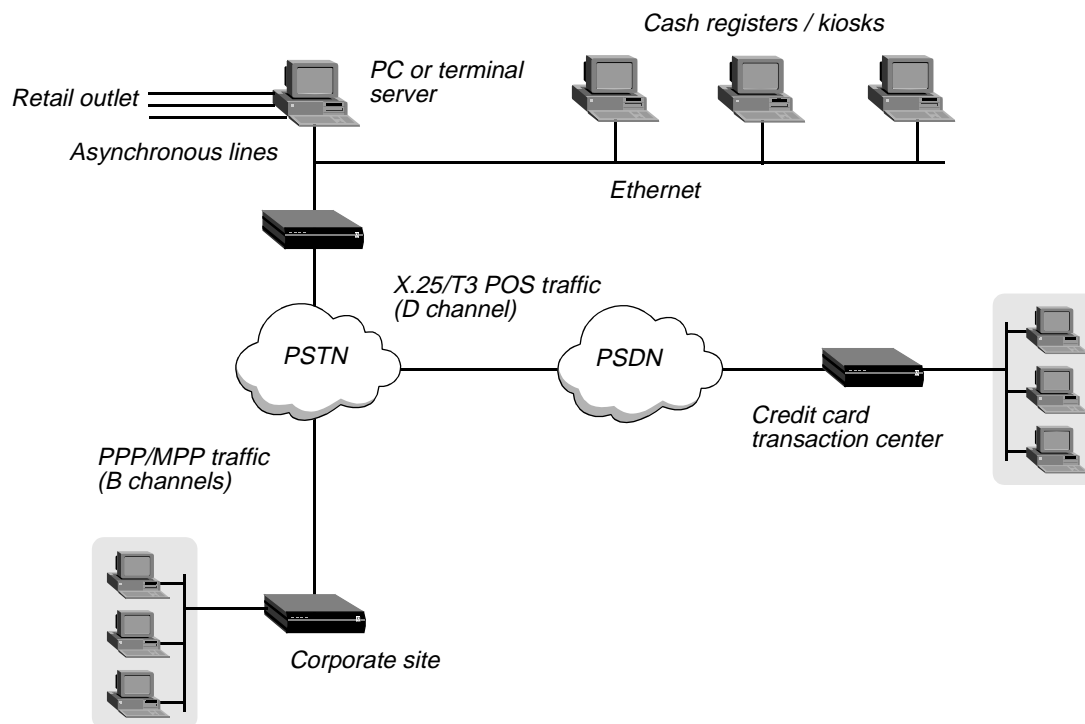 Cash registers / kiosks
PC or terminal
server
Retail outlet
Asynchronous lines
Ethernet
X.25/T3 POS traffic
(D channel)
PSTN
PSDN
Credit card
transaction center
PPP/MPP traffic
(B channels)
Corporate site